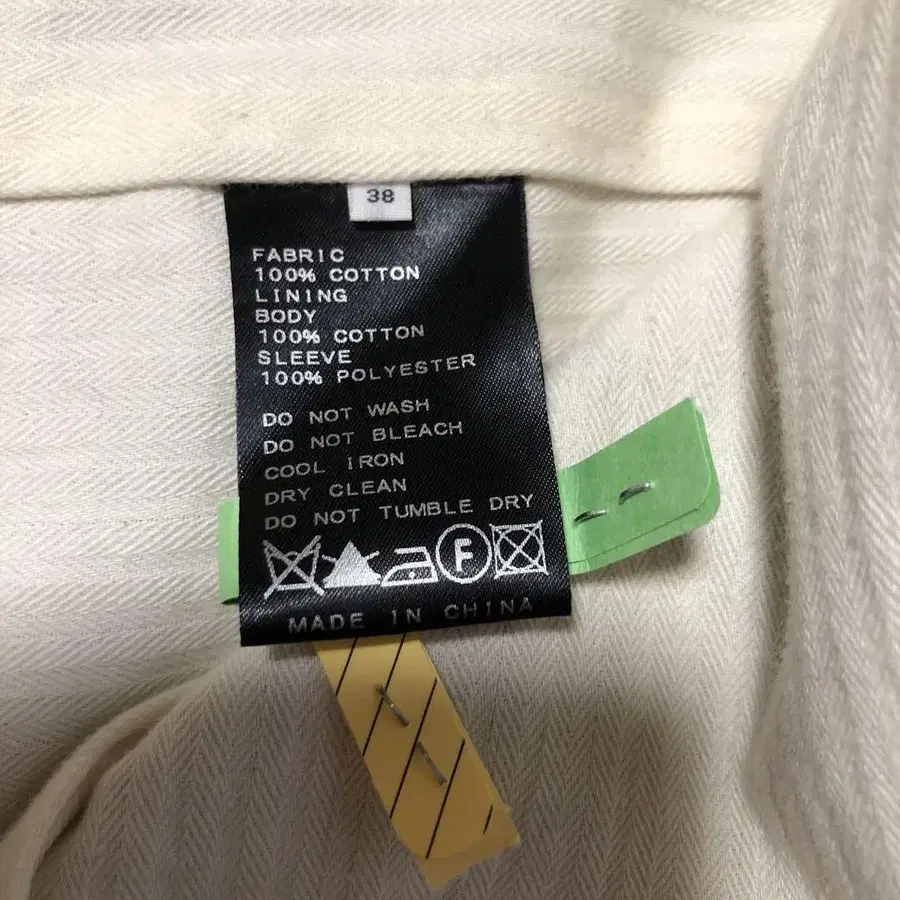 38
FABRIC
100% COTTON
LINING
BODY
100% COTTON
SLEEVE
100% POLYESTER
DO NOT WASH
DO NOT BLEACH
COOL IRON
DRY CLEAN
DO NOT TUMBLE DRY
F
MADE IN CHINA